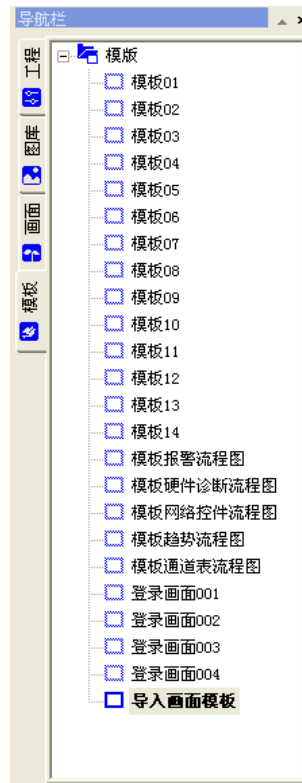 导航栏
工程
图库
画面
模板
模版
模板01
模板02
模板03
模板04
模板05
模板06
模板07
模板08
模板09
模板10
模板11
模板12
模板13
模板14
模板报警流程图
模板硬件诊断流程图
模板网络控件流程图
模板趋势流程图
模板通道表流程图
登录画面001
登录画面002
登录画面003
登录画面004
导入画面模板